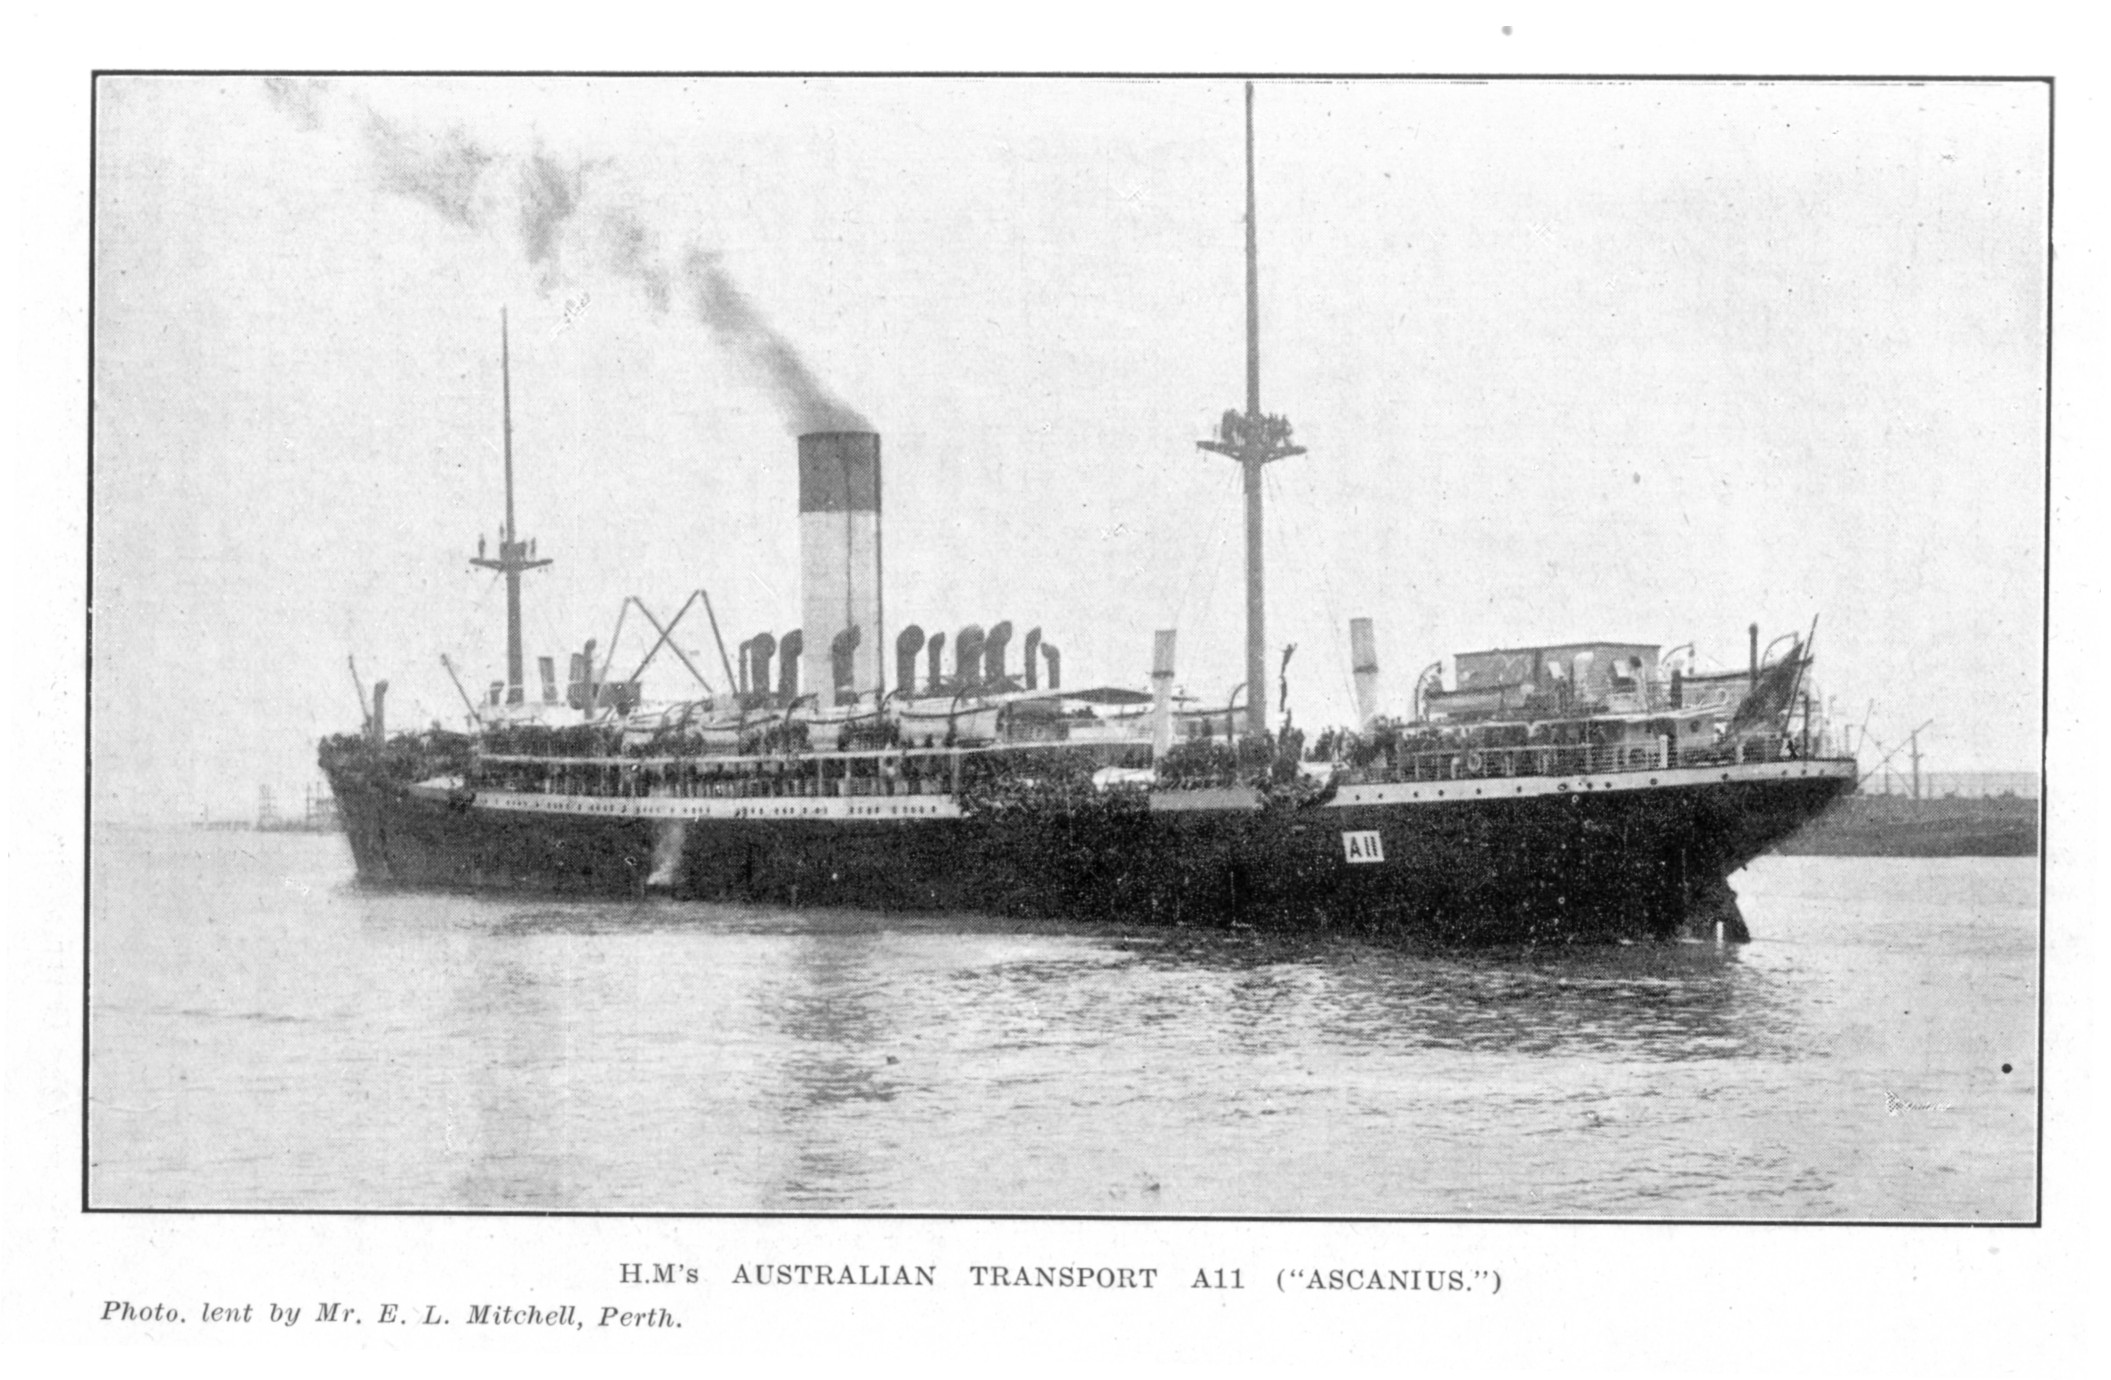 A11
H.M's AUSTRALIAN TRANSPORT A11 ("ASCANIUS.")
Photo. lent by Mr. E. L. Mitchell, Perth.